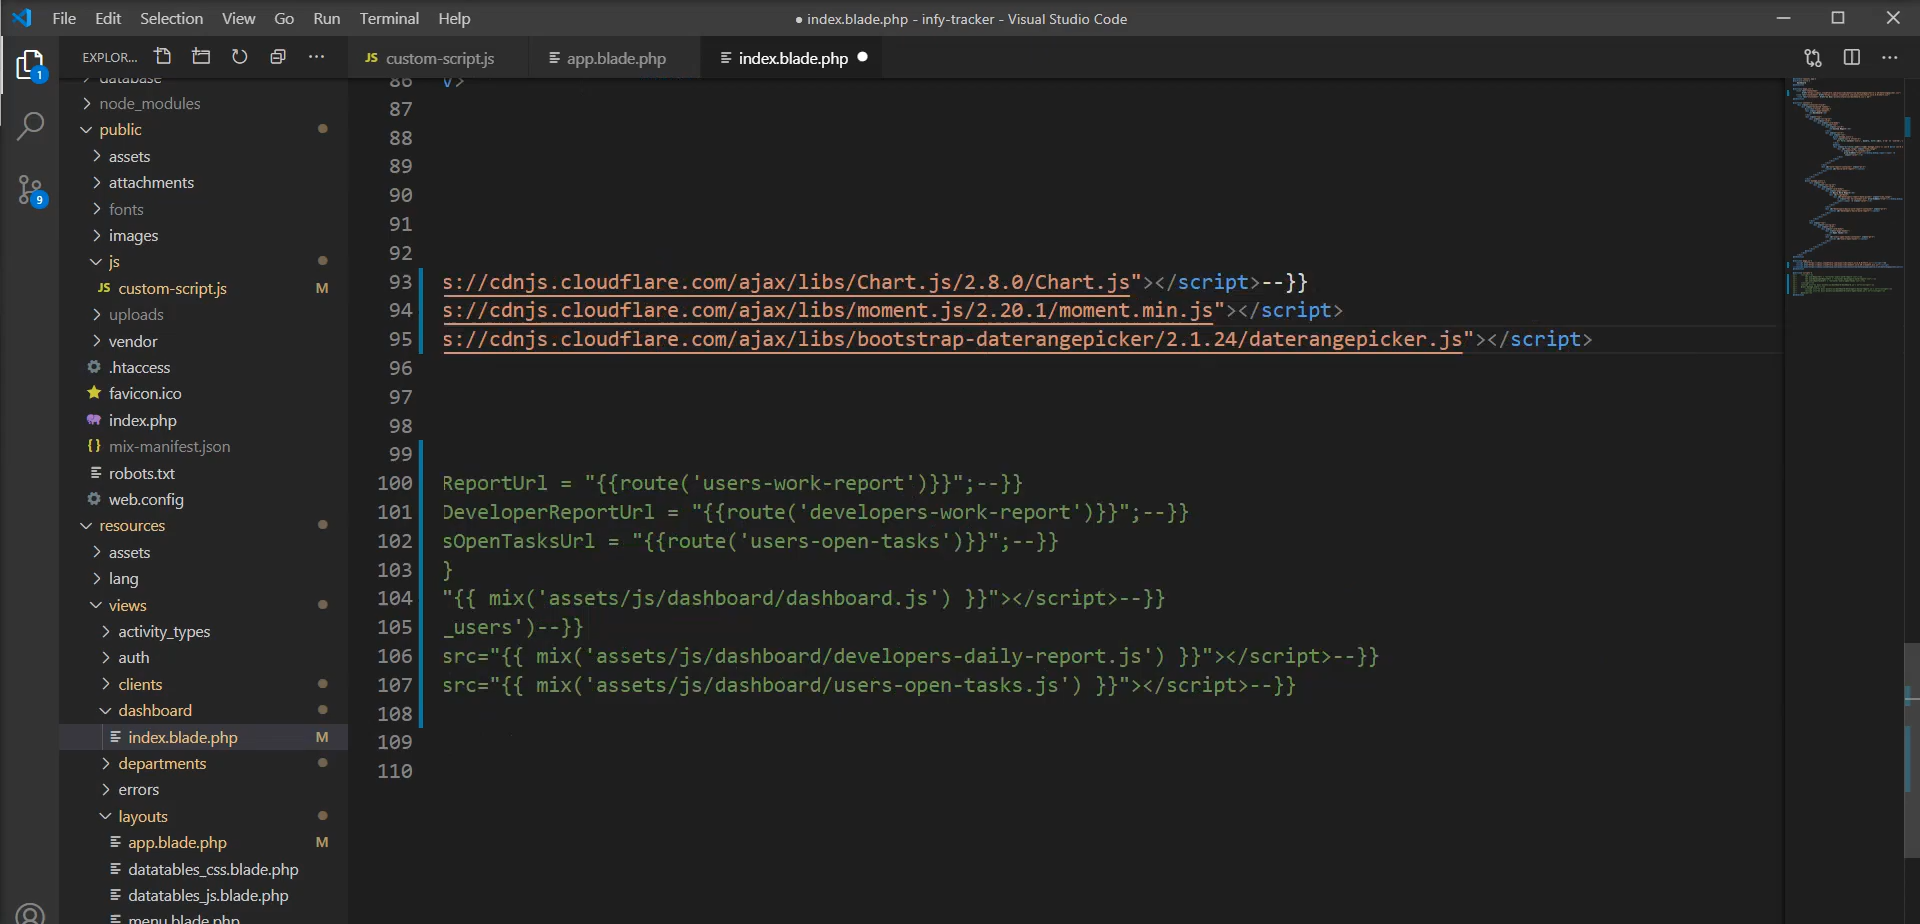 File Edit Selection View Go Run Terminal Help
● index.blade.php - infy-tracker - Visual Studio Code
EXPLOR...
JS custom-script.js
app.blade.php
index.blade.php
1
9
database
node_modules
public
assets
attachments
fonts
images
js
JS custom-script.js M
uploads
vendor
.htaccess
favicon.ico
index.php
{} mix-manifest.json
robots.txt
web.config
resources
assets
lang
views
activity_types
auth
clients
dashboard
index.blade.php M
departments
errors
layouts
app.blade.php M
datatables_css.blade.php
datatables_js.blade.php
menu.blade.php
86 v>
87
88
89
90
91
92
93 s://cdnjs.cloudflare.com/ajax/libs/Chart.js/2.8.0/Chart.js"></script>--}}
94 s://cdnjs.cloudflare.com/ajax/libs/moment.js/2.20.1/moment.min.js"></script>
95 s://cdnjs.cloudflare.com/ajax/libs/bootstrap-daterangepicker/2.1.24/daterangepicker.js"></script>
96
97
98
99
100 ReportUrl = "{{route('users-work-report')}}";--}}
101 DeveloperReportUrl = "{{route('developers-work-report')}}";--}}
102 sOpenTasksUrl = "{{route('users-open-tasks')}}";--}}
103 }
104 "{{ mix('assets/js/dashboard/dashboard.js') }}"></script>--}}
105 _users')--}}
106 src="{{ mix('assets/js/dashboard/developers-daily-report.js') }}"></script>--}}
107 src="{{ mix('assets/js/dashboard/users-open-tasks.js') }}"></script>--}}
108
109
110